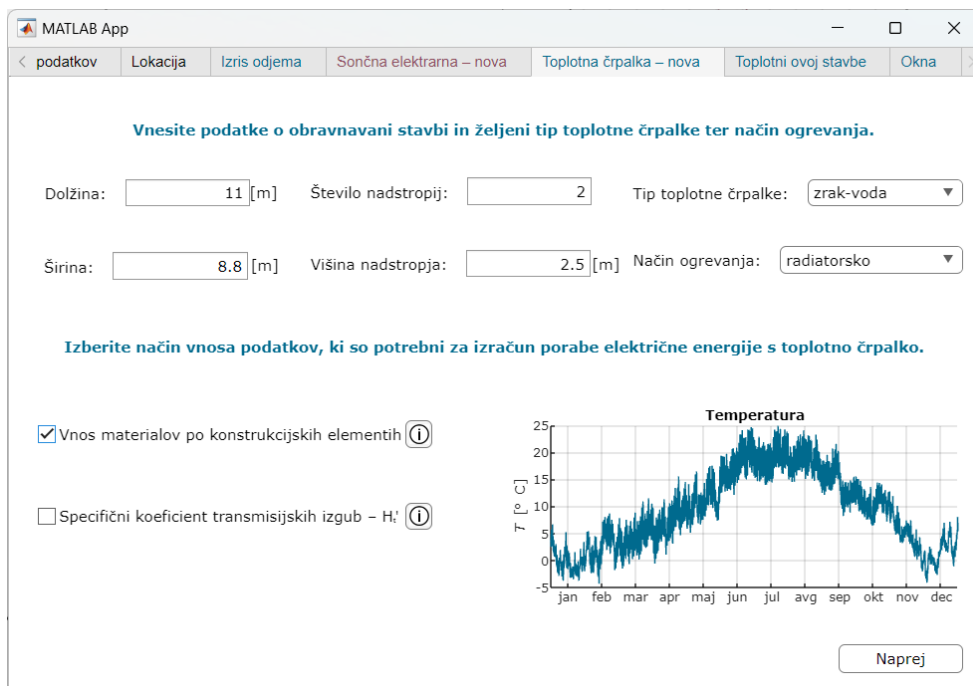 MATLAB App
podatkov Lokacija Izris odjema Sončna elektrarna – nova Toplotna črpalka – nova Toplotni ovoj stavbe Okna
Vnesite podatke o obravnavani stavbi in željeni tip toplotne črpalke ter način ogrevanja.
Dolžina: 11 [m] Število nadstropij: 2 Tip toplotne črpalke: zrak-voda
Širina: 8.8 [m] Višina nadstropja: 2.5 [m] Način ogrevanja: radiatorsko
Izberite način vnosa podatkov, ki so potrebni za izračun porabe električne energije s toplotno črpalko.
Vnos materialov po konstrukcijskih elementih
Specifični koeficient transmisijskih izgub – Hₜ'
Temperatura
25
20
15
10
5
0
-5
T [° C]
jan feb mar apr maj jun jul avg sep okt nov dec
Naprej